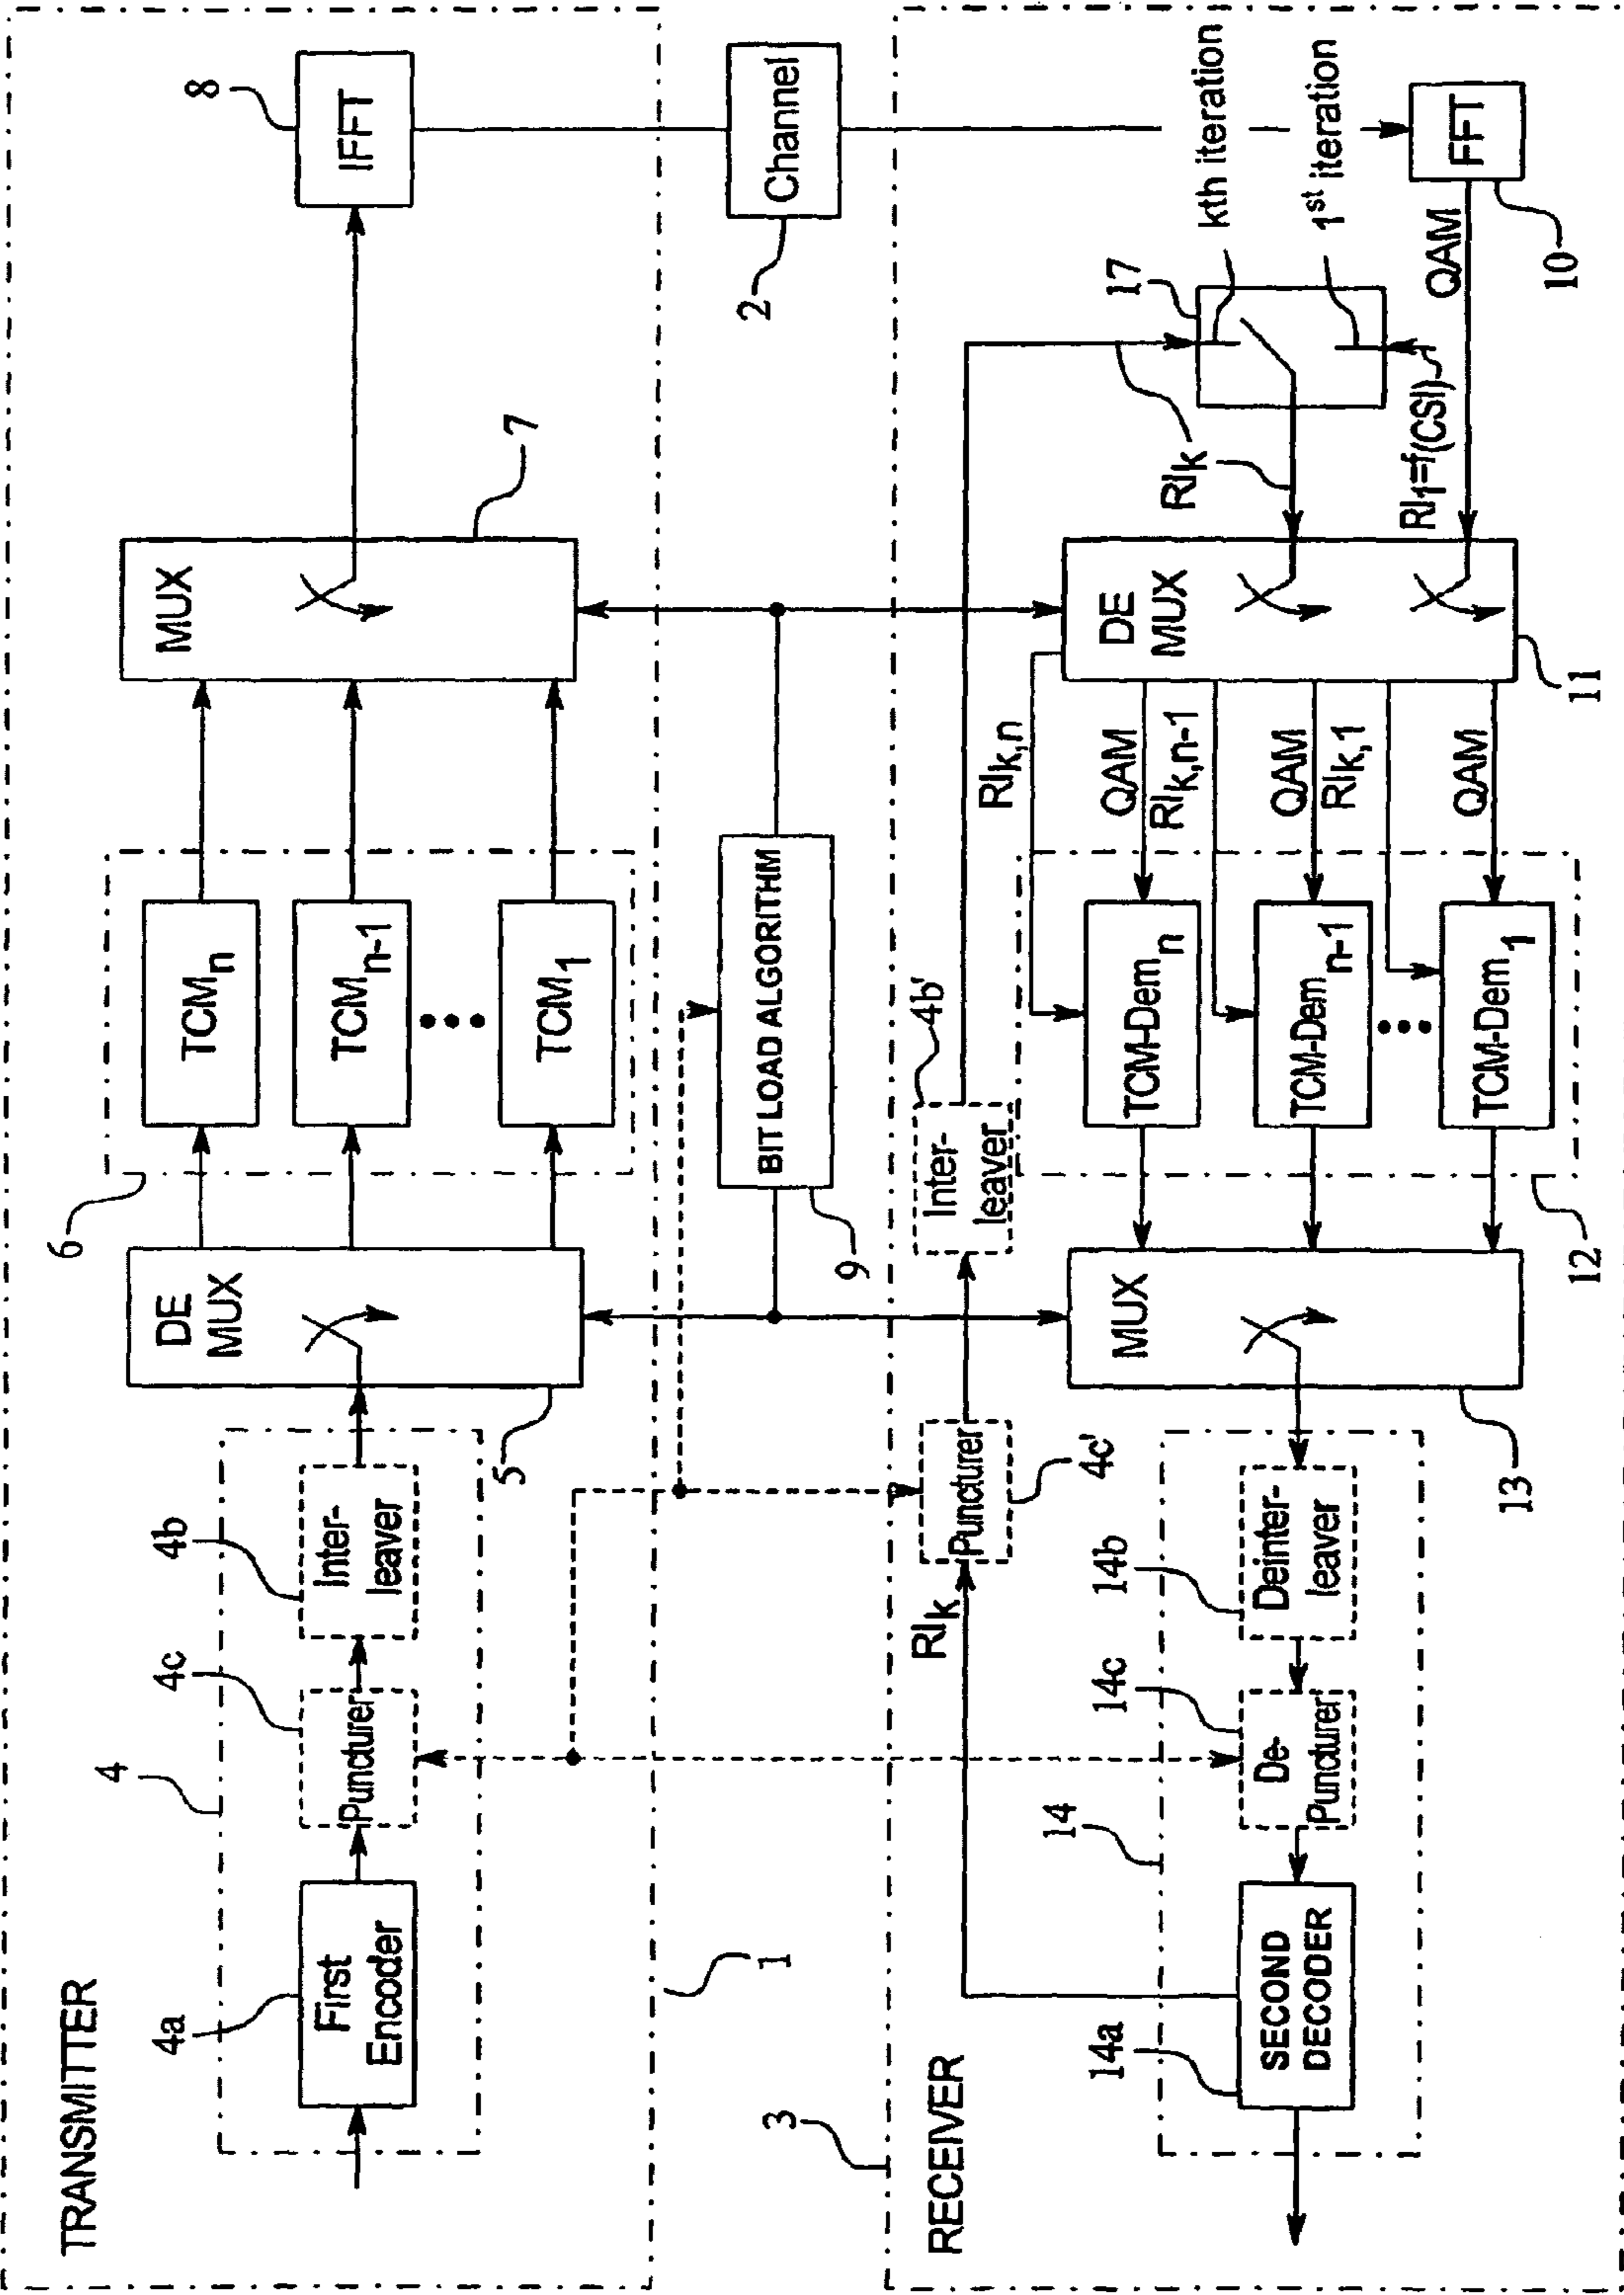 TRANSMITTER
4
4a
First
Encoder
4c
Puncturer
4b
Inter-
leaver
5
DE
MUX
6
TCMn
TCMn-1
TCM1
MUX
7
8
IFFT
1
BIT LOAD ALGORITHM
9
Channel
2
3
RECEIVER
RIk
Puncturer
4c'
Inter-
leaver
4b'
RIk
17
kth iteration
1st iteration
RI1=f(CSI)
FFT
10
QAM
DE
MUX
11
RIk,n
QAM
RIk,n-1
QAM
RIk,1
QAM
TCM-Demn
TCM-Demn-1
TCM-Dem1
12
MUX
13
14
14b
Deinter-
leaver
14c
De-
Puncturer
14a
SECOND
DECODER